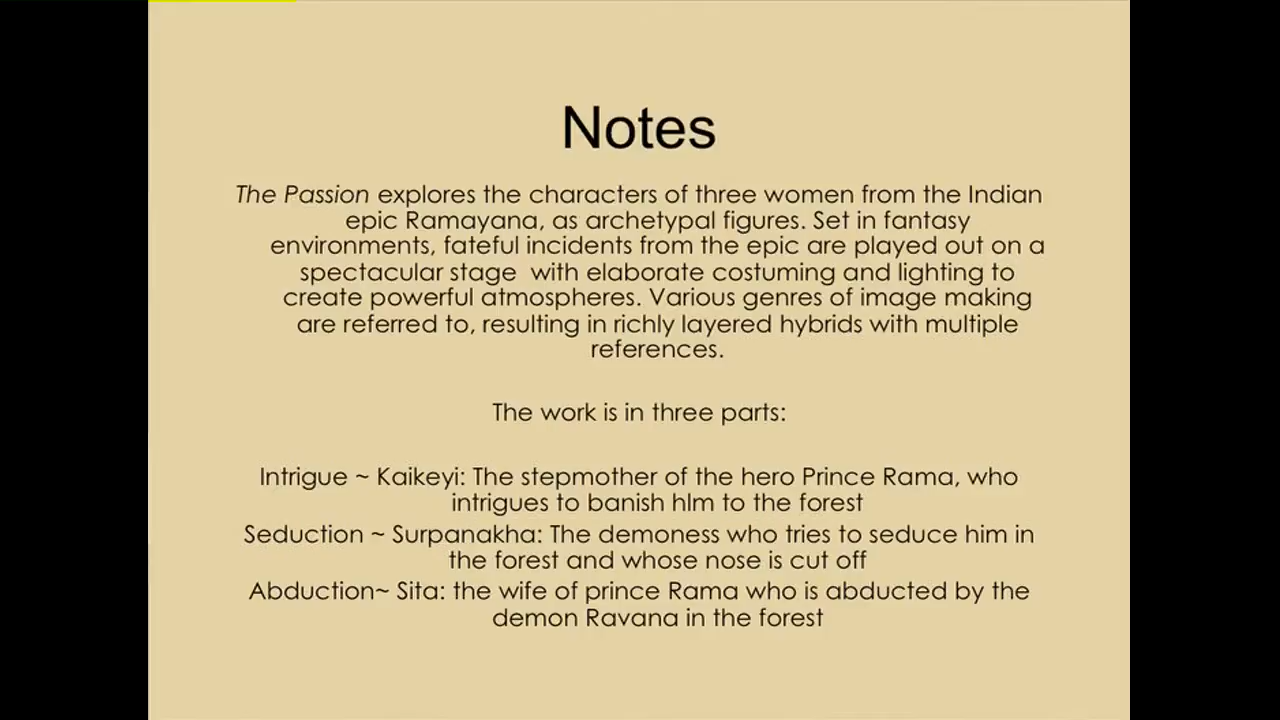 Notes
The Passion explores the characters of three women from the Indian
epic Ramayana, as archetypal figures. Set in fantasy
environments, fateful incidents from the epic are played out on a
spectacular stage  with elaborate costuming and lighting to
create powerful atmospheres. Various genres of image making
are referred to, resulting in richly layered hybrids with multiple
references.
The work is in three parts:
Intrigue ~ Kaikeyi: The stepmother of the hero Prince Rama, who
intrigues to banish hIm to the forest
Seduction ~ Surpanakha: The demoness who tries to seduce him in
the forest and whose nose is cut off
Abduction~ Sita: the wife of prince Rama who is abducted by the
demon Ravana in the forest